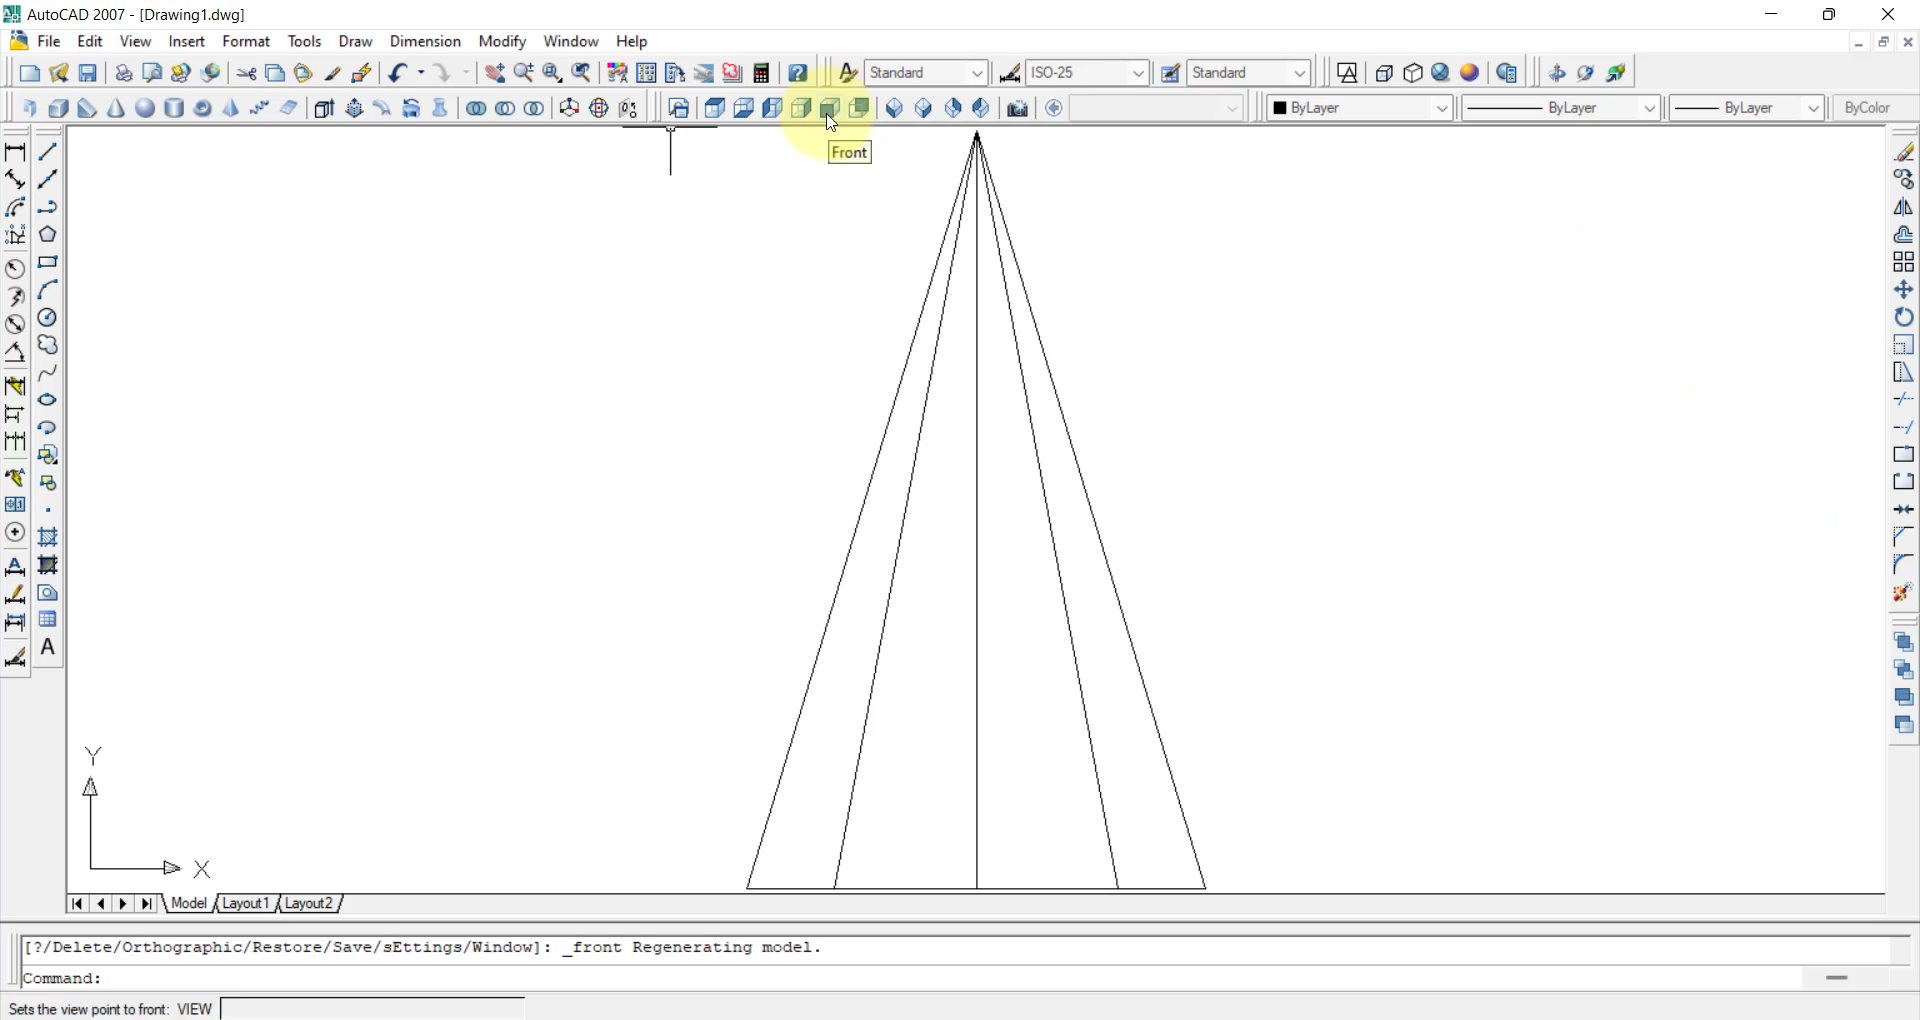 AutoCAD 2007 - [Drawing1.dwg]
File Edit View Insert Format Tools Draw Dimension Modify Window Help
Standard ISO-25 Standard
ByLayer ByLayer ByLayer ByColor
Front
Y
X
Model Layout1 Layout2
[?/Delete/Orthographic/Restore/Save/sEttings/Window]: _front Regenerating model.
Command:
Sets the view point to front: VIEW